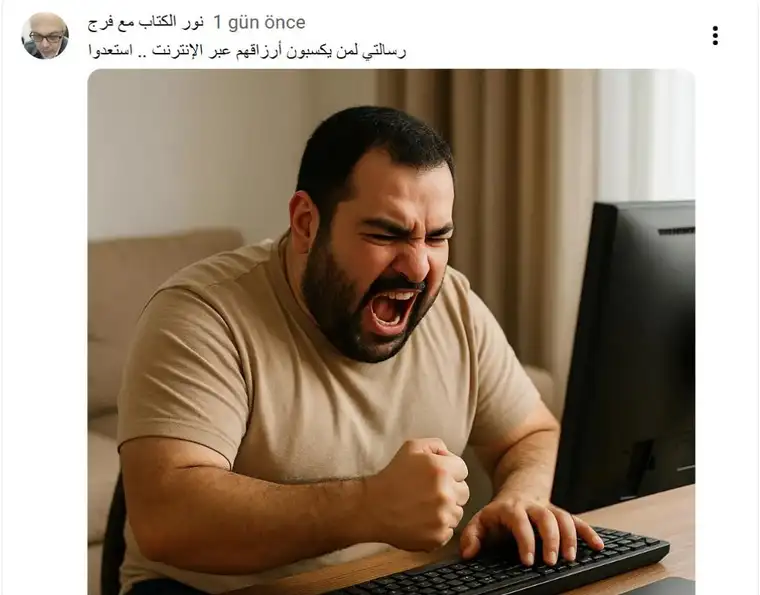 نور الكتاب مع فرج 1 gün önce
رسالتي لمن يكسبون أرزاقهم عبر الإنترنت .. استعدوا